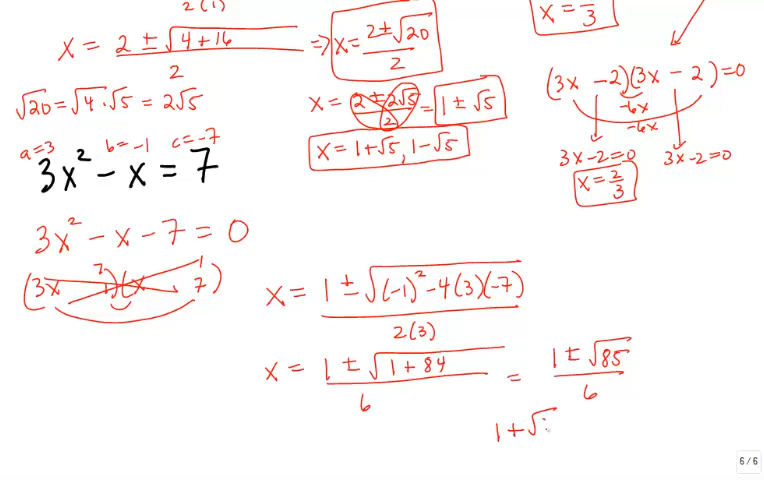 2(1)
x = (2 ± √(4+16))/2 => x = (2 ± √20)/2
√20 = √4 · √5 = 2√5
x = (2 ± 2√5)/2 = 1 ± √5
x = 1+√5, 1-√5
3
(3x - 2)(3x - 2) = 0
-6x
-6x
3x-2=0 3x-2=0
x = 2/3
a=3 b=-1 c=-7
3x² - x = 7
3x² - x - 7 = 0
(3x 7 1)(x 1 7)
x = (1 ± √((-1)² - 4(3)(-7)))/2(3)
x = (1 ± √(1 + 84))/6 = (1 ± √85)/6
1 + √
6/6